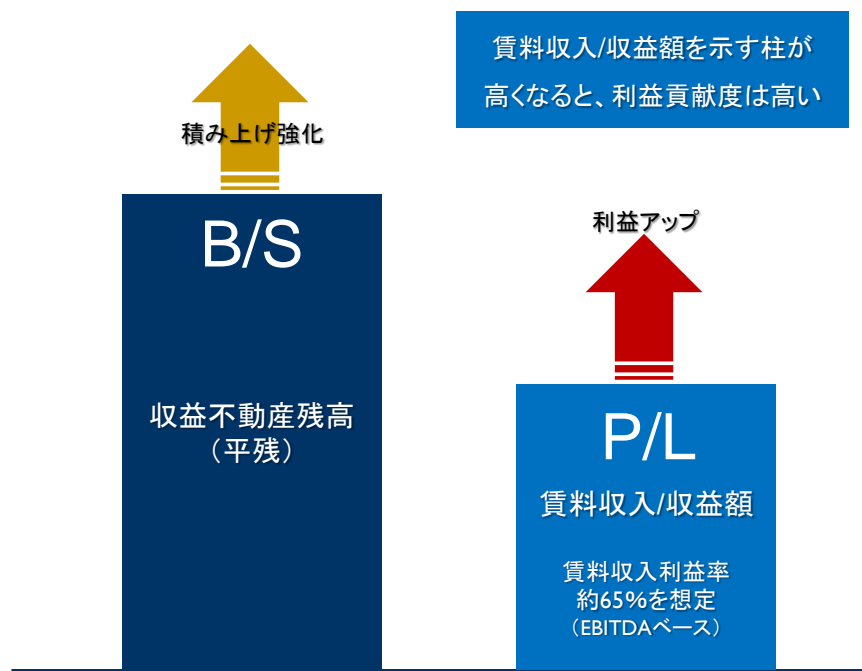 賃料収入/収益額を示す柱が
高くなると、利益貢献度は高い
積み上げ強化
B/S
収益不動産残高
（平残）
利益アップ
P/L
賃料収入/収益額
賃料収入利益率
約65%を想定
（EBITDAベース）